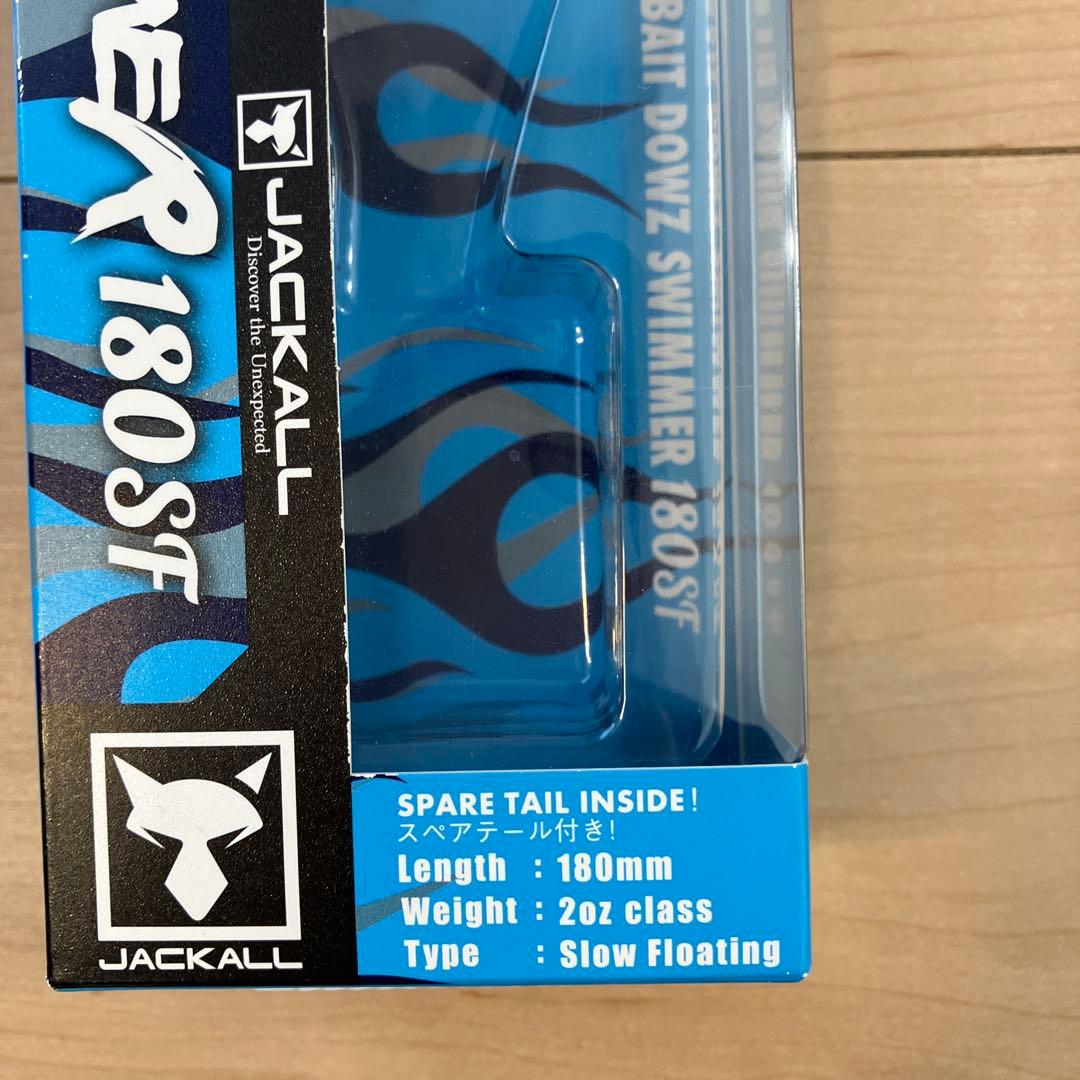 MER 180SF
JACKALL
Discover the Unexpected
BAIT DOWZ SWIMMER 180SF
JACKALL
SPARE TAIL INSIDE!
スペアテール付き!
Length : 180mm
Weight : 2oz class
Type : Slow Floating